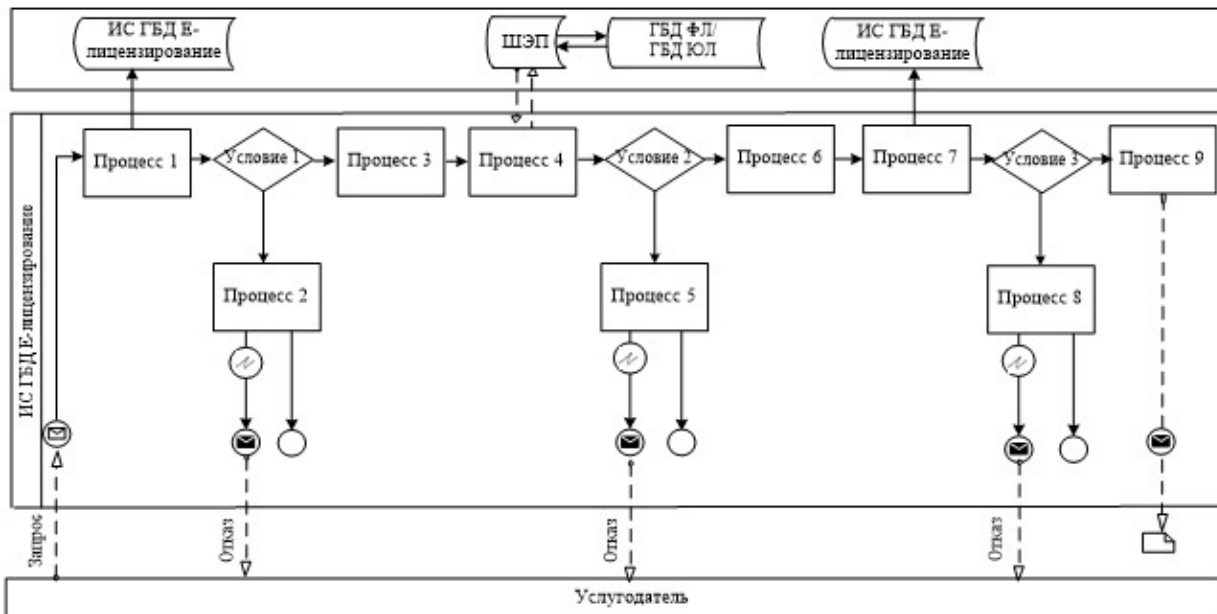 ИС ГБД Е-
лицензирование
ШЭП
ГБД ФЛ/
ГБД ЮЛ
ИС ГБД Е-
лицензирование
ИС ГБД Е-лицензирование
Процесс 1
Условие 1
Процесс 3
Процесс 4
Условие 2
Процесс 6
Процесс 7
Условие 3
Процесс 9
Процесс 2
Процесс 5
Процесс 8
Запрос
Отказ
Отказ
Отказ
Услугодатель